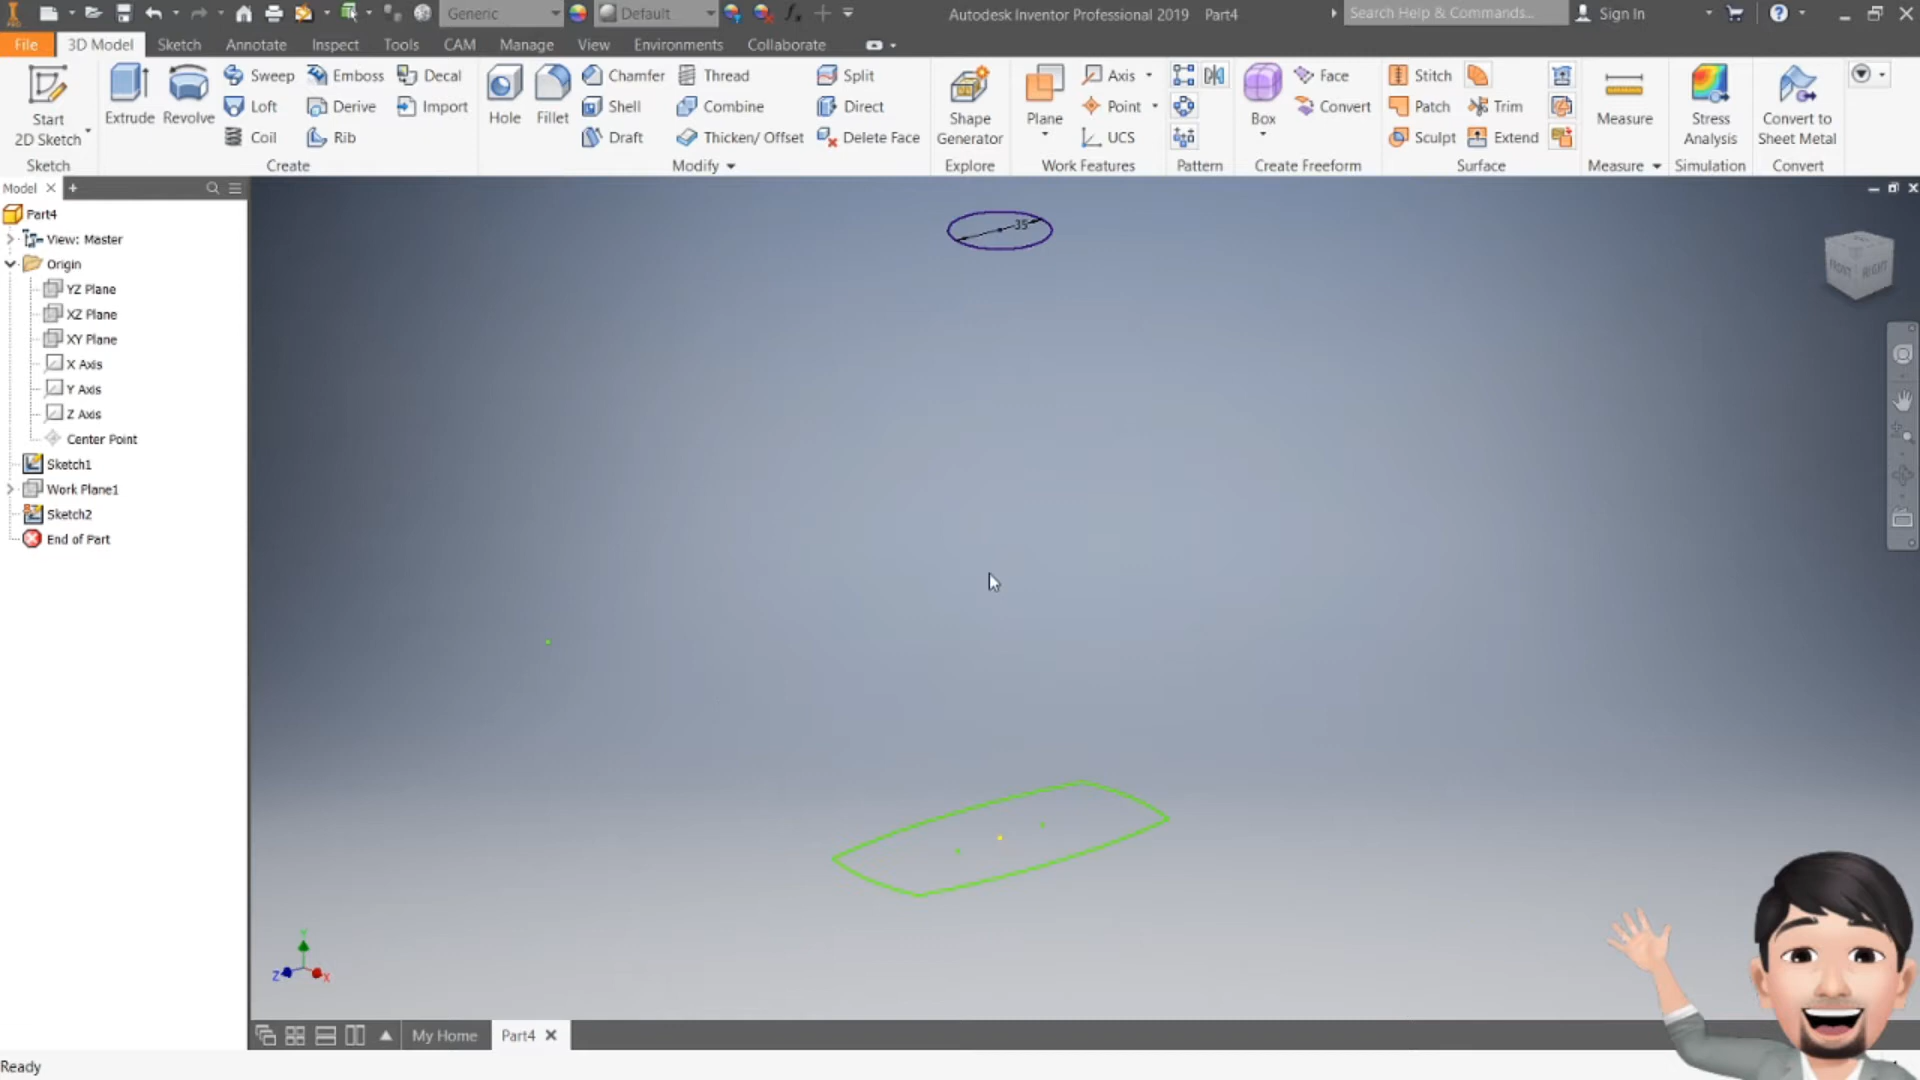 Generic
Default
Autodesk Inventor Professional 2019 Part4
Search Help & Commands...
Sign In
File
3D Model
Sketch
Annotate
Inspect
Tools
CAM
Manage
View
Environments
Collaborate
Start
2D Sketch
Extrude
Revolve
Sweep
Loft
Coil
Emboss
Derive
Rib
Decal
Import
Hole
Fillet
Chamfer
Shell
Draft
Thread
Combine
Thicken/ Offset
Split
Direct
Delete Face
Shape
Generator
Plane
Axis
Point
UCS
Box
Face
Convert
Stitch
Patch
Sculpt
Trim
Extend
Measure
Stress
Analysis
Convert to
Sheet Metal
Sketch
Create
Modify
Explore
Work Features
Pattern
Create Freeform
Surface
Measure
Simulation
Convert
Model
Part4
View: Master
Origin
YZ Plane
XZ Plane
XY Plane
X Axis
Y Axis
Z Axis
Center Point
Sketch1
Work Plane1
Sketch2
End of Part
35
FRONT
RIGHT
Y
Z
X
My Home
Part4
Ready